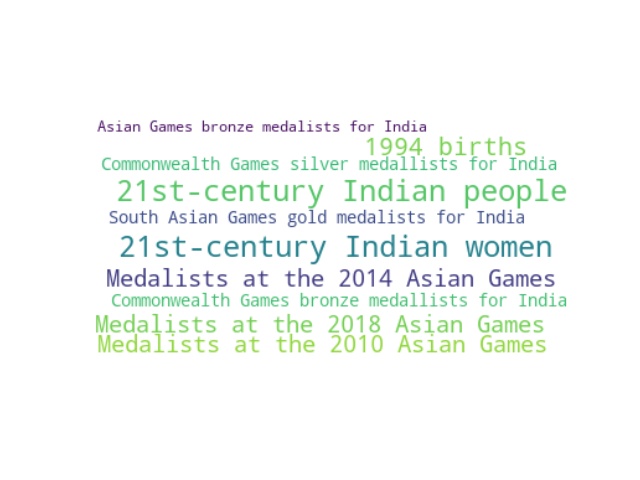 Asian Games bronze medalists for India
1994 births
Commonwealth Games silver medallists for India
21st-century Indian people
South Asian Games gold medalists for India
21st-century Indian women
Medalists at the 2014 Asian Games
Commonwealth Games bronze medallists for India
Medalists at the 2018 Asian Games
Medalists at the 2010 Asian Games